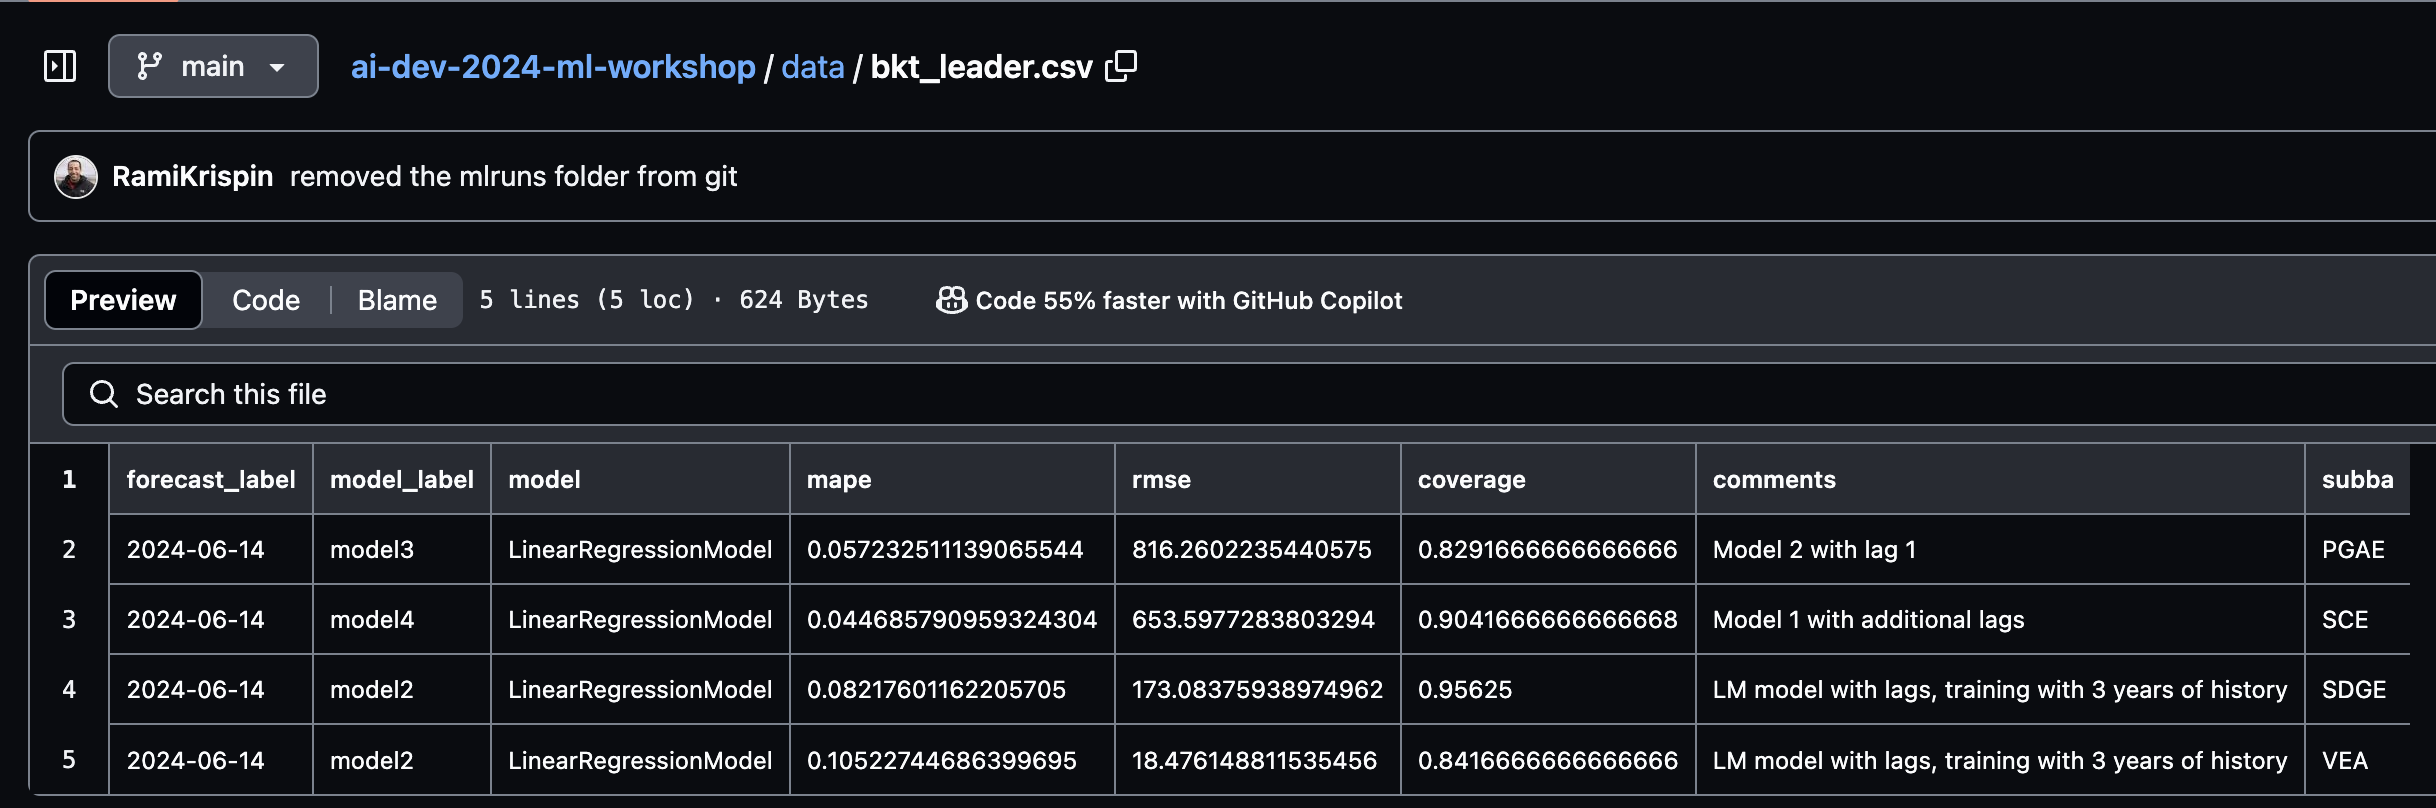 main
ai-dev-2024-ml-workshop / data / bkt_leader.csv
RamiKrispin removed the mlruns folder from git
Preview Code Blame 5 lines (5 loc) · 624 Bytes Code 55% faster with GitHub Copilot
Search this file
1 forecast_label model_label model mape rmse coverage comments subba
2 2024-06-14 model3 LinearRegressionModel 0.057232511139065544 816.2602235440575 0.8291666666666666 Model 2 with lag 1 PGAE
3 2024-06-14 model4 LinearRegressionModel 0.044685790959324304 653.5977283803294 0.9041666666666668 Model 1 with additional lags SCE
4 2024-06-14 model2 LinearRegressionModel 0.08217601162205705 173.08375938974962 0.95625 LM model with lags, training with 3 years of history SDGE
5 2024-06-14 model2 LinearRegressionModel 0.10522744686399695 18.476148811535456 0.8416666666666666 LM model with lags, training with 3 years of history VEA